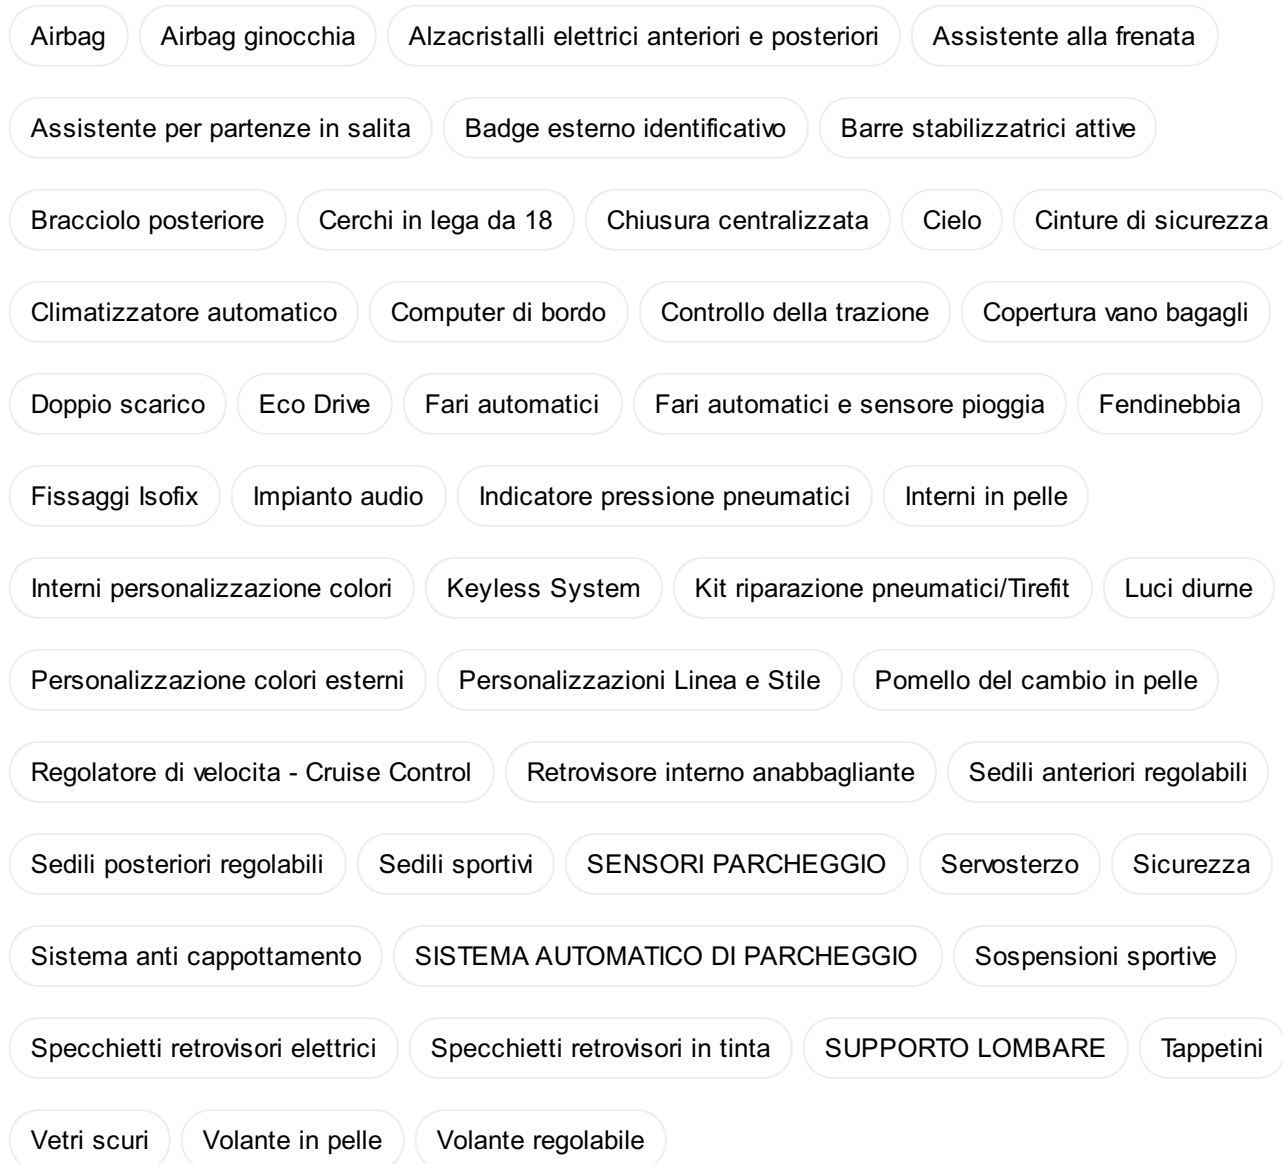 Airbag Airbag ginocchia Alzacristalli elettrici anteriori e posteriori Assistente alla frenata
Assistente per partenze in salita Badge esterno identificativo Barre stabilizzatrici attive
Bracciolo posteriore Cerchi in lega da 18 Chiusura centralizzata Cielo Cinture di sicurezza
Climatizzatore automatico Computer di bordo Controllo della trazione Copertura vano bagagli
Doppio scarico Eco Drive Fari automatici Fari automatici e sensore pioggia Fendinebbia
Fissaggi Isofix Impianto audio Indicatore pressione pneumatici Interni in pelle
Interni personalizzazione colori Keyless System Kit riparazione pneumatici/Tirefit Luci diurne
Personalizzazione colori esterni Personalizzazioni Linea e Stile Pomello del cambio in pelle
Regolatore di velocita - Cruise Control Retrovisore interno anabbagliante Sedili anteriori regolabili
Sedili posteriori regolabili Sedili sportivi SENSORI PARCHEGGIO Servosterzo Sicurezza
Sistema anti cappottamento SISTEMA AUTOMATICO DI PARCHEGGIO Sospensioni sportive
Specchietti retrovisori elettrici Specchietti retrovisori in tinta SUPPORTO LOMBARE Tappetini
Vetri scuri Volante in pelle Volante regolabile